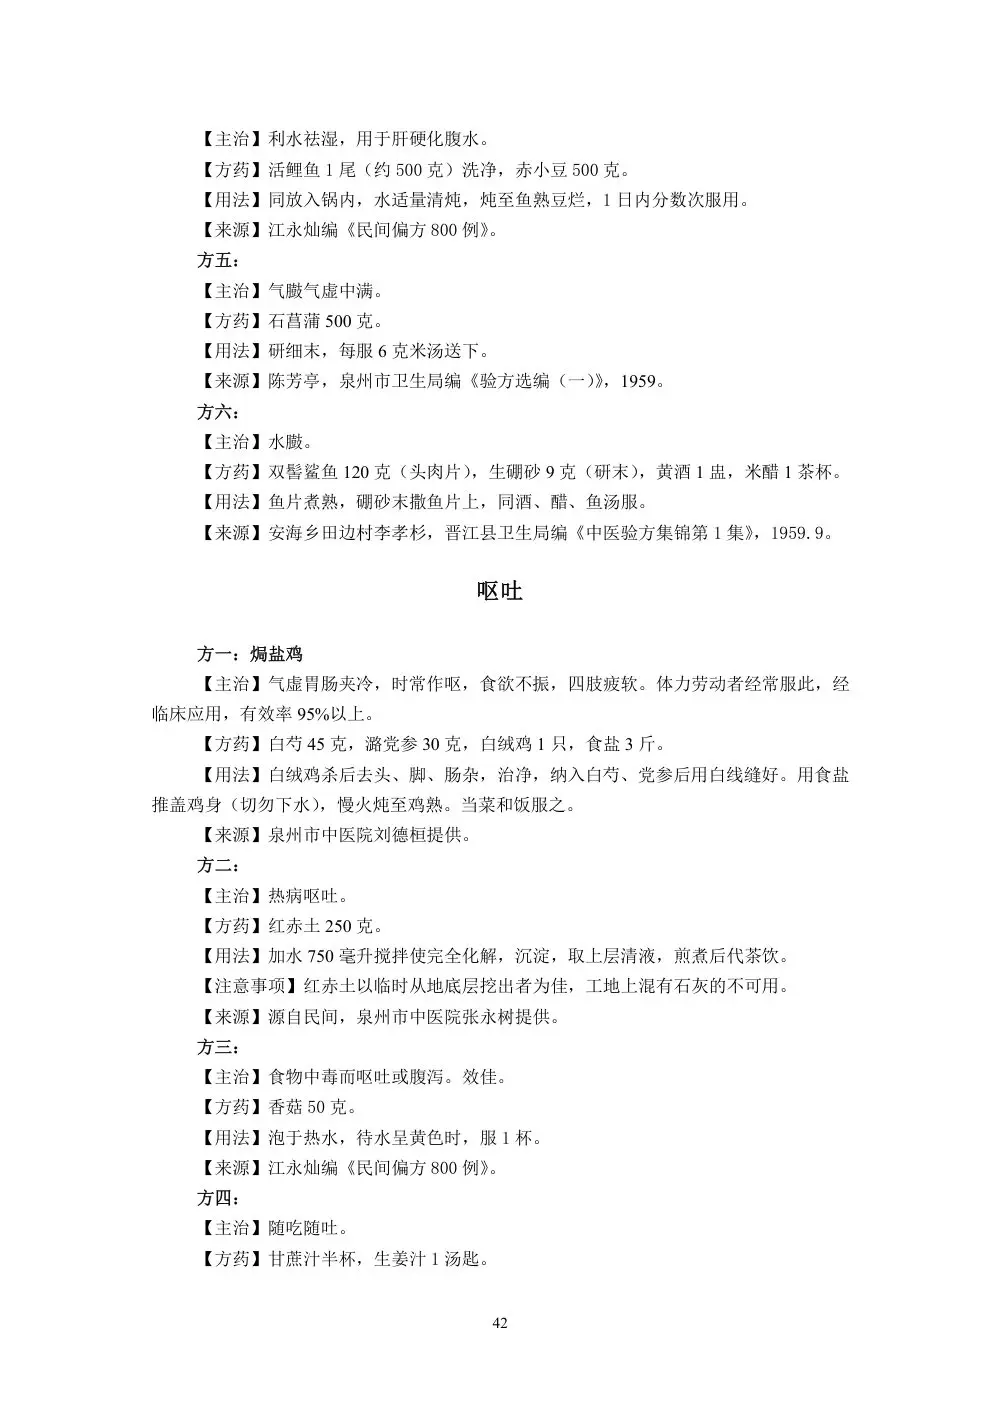 【主治】利水祛湿，用于肝硬化腹水。
【方药】活鲤鱼 1 尾（约 500 克）洗净，赤小豆 500 克。
【用法】同放入锅内，水适量清炖，炖至鱼熟豆烂，1 日内分数次服用。
【来源】江永灿编《民间偏方 800 例》。
方五：
【主治】气臌气虚中满。
【方药】石菖蒲 500 克。
【用法】研细末，每服 6 克米汤送下。
【来源】陈芳亭，泉州市卫生局编《验方选编（一）》，1959。
方六：
【主治】水臌。
【方药】双髻鲨鱼 120 克（头肉片），生硼砂 9 克（研末），黄酒 1 盅，米醋 1 茶杯。
【用法】鱼片煮熟，硼砂末撒鱼片上，同酒、醋、鱼汤服。
【来源】安海乡田边村李孝杉，晋江县卫生局编《中医验方集锦第 1 集》，1959.9。
呕吐
方一：焗盐鸡
【主治】气虚胃肠夹冷，时常作呕，食欲不振，四肢疲软。体力劳动者经常服此，经
临床应用，有效率 95%以上。
【方药】白芍 45 克，潞党参 30 克，白绒鸡 1 只，食盐 3 斤。
【用法】白绒鸡杀后去头、脚、肠杂，治净，纳入白芍、党参后用白线缝好。用食盐
推盖鸡身（切勿下水），慢火炖至鸡熟。当菜和饭服之。
【来源】泉州市中医院刘德桓提供。
方二：
【主治】热病呕吐。
【方药】红赤土 250 克。
【用法】加水 750 毫升搅拌使完全化解，沉淀，取上层清液，煎煮后代茶饮。
【注意事项】红赤土以临时从地底层挖出者为佳，工地上混有石灰的不可用。
【来源】源自民间，泉州市中医院张永树提供。
方三：
【主治】食物中毒而呕吐或腹泻。效佳。
【方药】香菇 50 克。
【用法】泡于热水，待水呈黄色时，服 1 杯。
【来源】江永灿编《民间偏方 800 例》。
方四：
【主治】随吃随吐。
【方药】甘蔗汁半杯，生姜汁 1 汤匙。
42